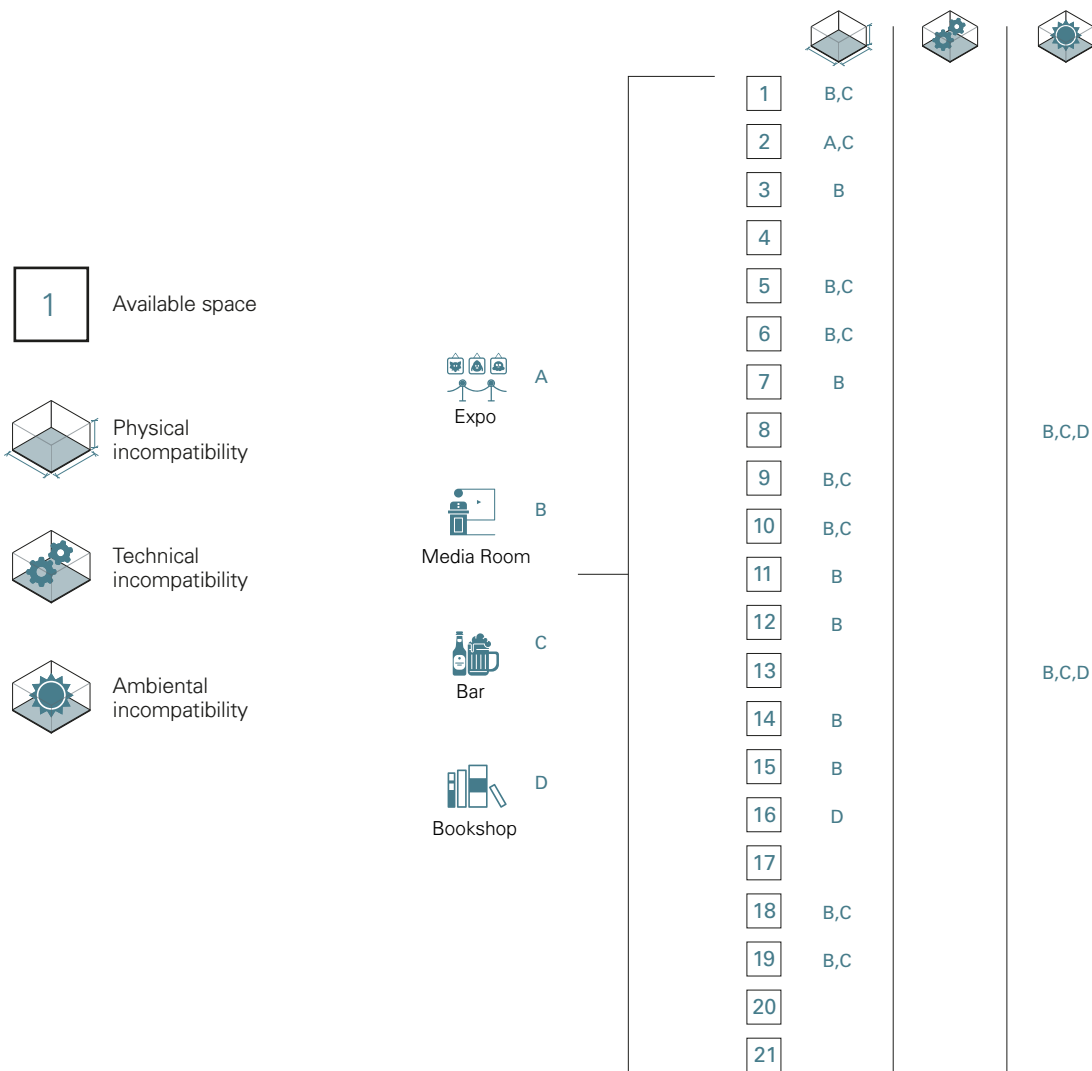 1
Available space
Physical
incompatibility
Technical
incompatibility
Ambiental
incompatibility
A
Expo
B
Media Room
C
Bar
D
Bookshop
1 B,C
2 A,C
3 B
4
5 B,C
6 B,C
7 B
8 B,C,D
9 B,C
10 B,C
11 B
12 B
13 B,C,D
14 B
15 B
16 D
17
18 B,C
19 B,C
20
21